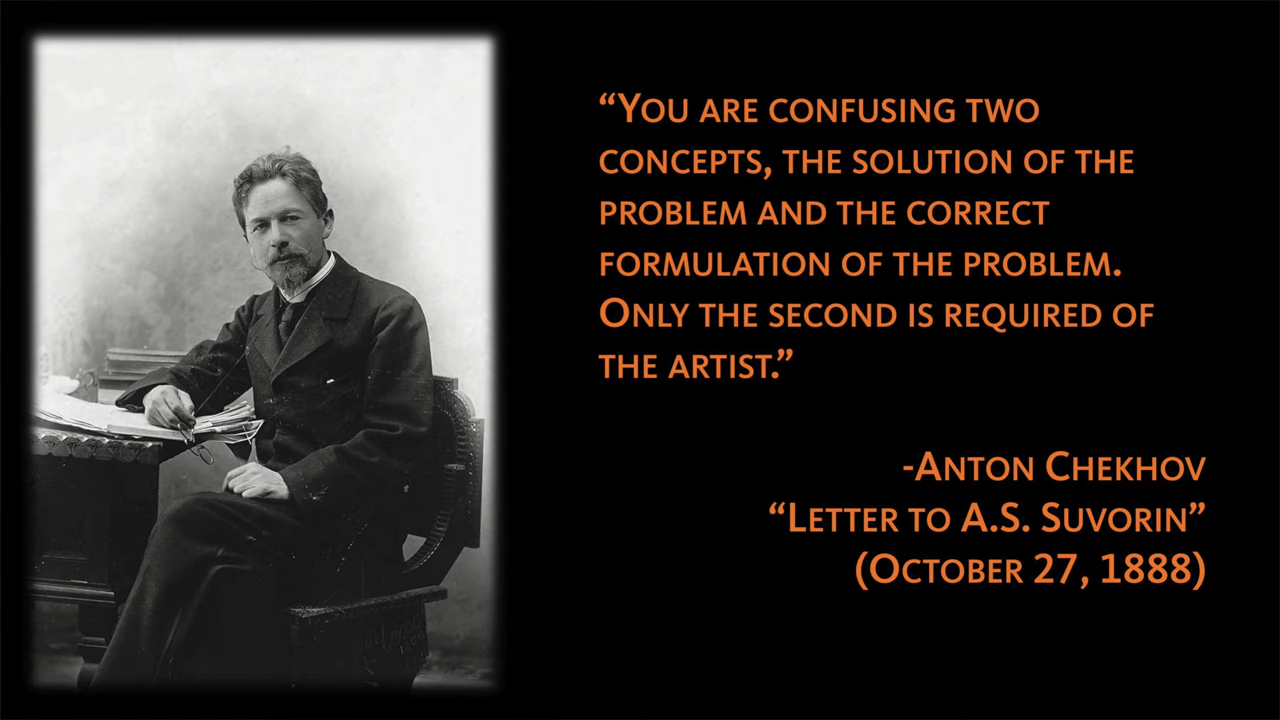 “You are confusing two
concepts, the solution of the
problem and the correct
formulation of the problem.
Only the second is required of
the artist.”
-Anton Chekhov
“Letter to A.S. Suvorin”
(October 27, 1888)